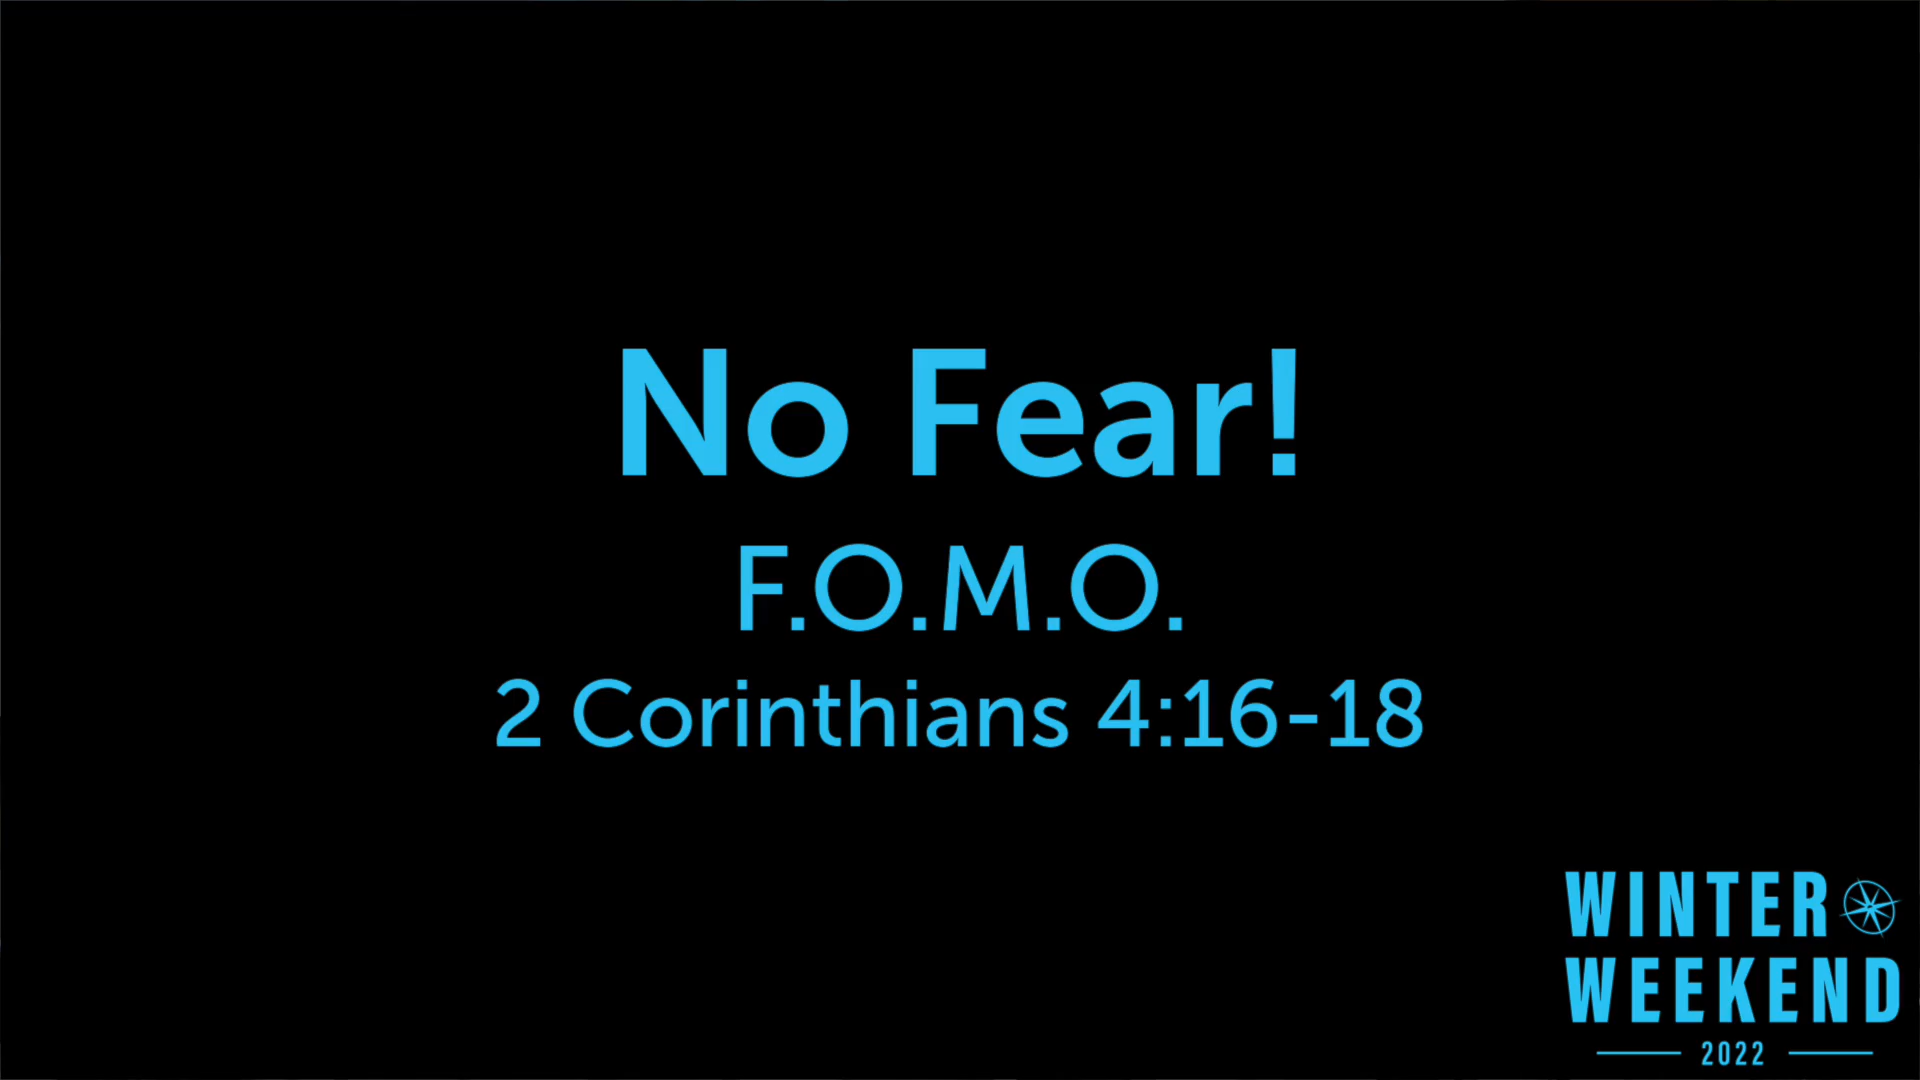 No Fear!
F.O.M.O.
2 Corinthians 4:16-18
WINTER
WEEKEND
2022